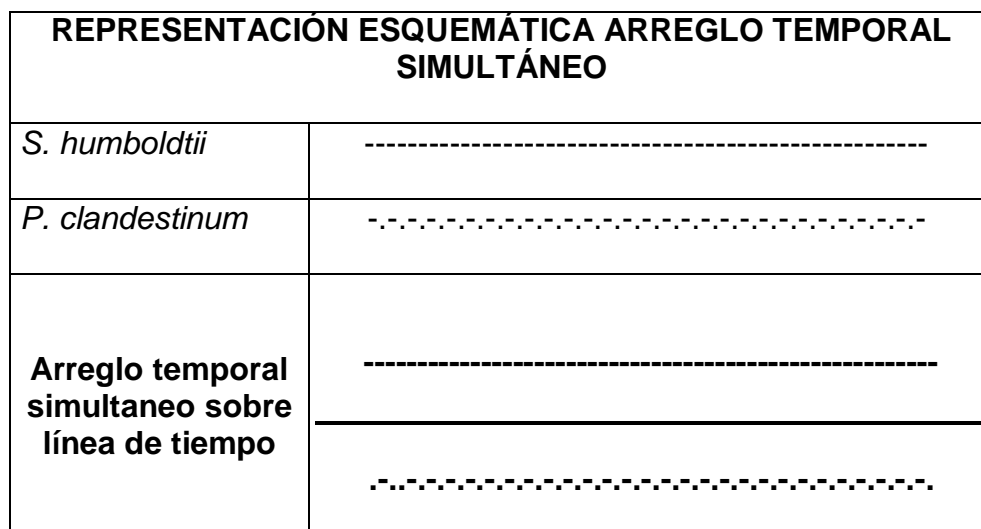 REPRESENTACIÓN ESQUEMÁTICA ARREGLO TEMPORAL
SIMULTÁNEO
S. humboldtii -----------------------------------------------------
P. clandestinum -.-.-.-.-.-.-.-.-.-.-.-.-.-.-.-.-.-.-.-.-.-.-.-.-.-.-.-.-
Arreglo temporal
simultaneo sobre
línea de tiempo
------------------------------------------------------
.-..-.-.-.-.-.-.-.-.-.-.-.-.-.-.-.-.-.-.-.-.-.-.-.-.-.-.-.